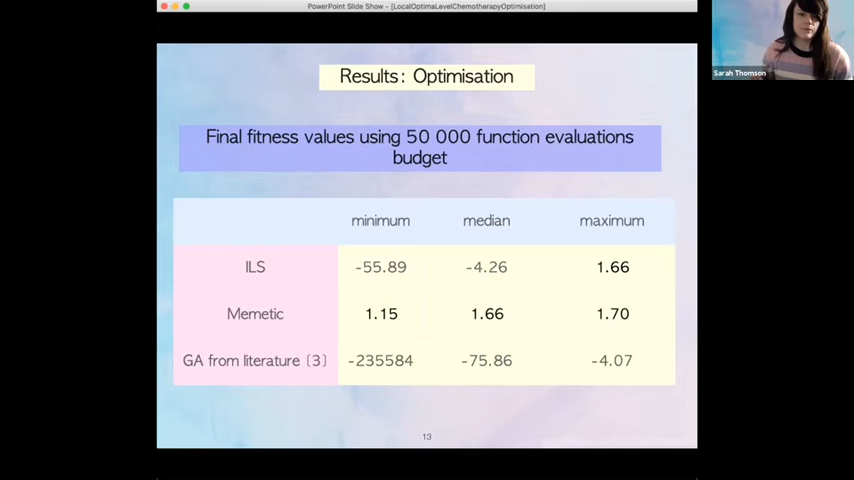 PowerPoint Slide Show - [LocalOptimaLevelChemotherapyOptimisation]
Sarah Thomson
Results: Optimisation
Final fitness values using 50 000 function evaluations
budget
minimum median maximum
ILS -55.89 -4.26 1.66
Memetic 1.15 1.66 1.70
GA from literature (3) -235584 -75.86 -4.07
13